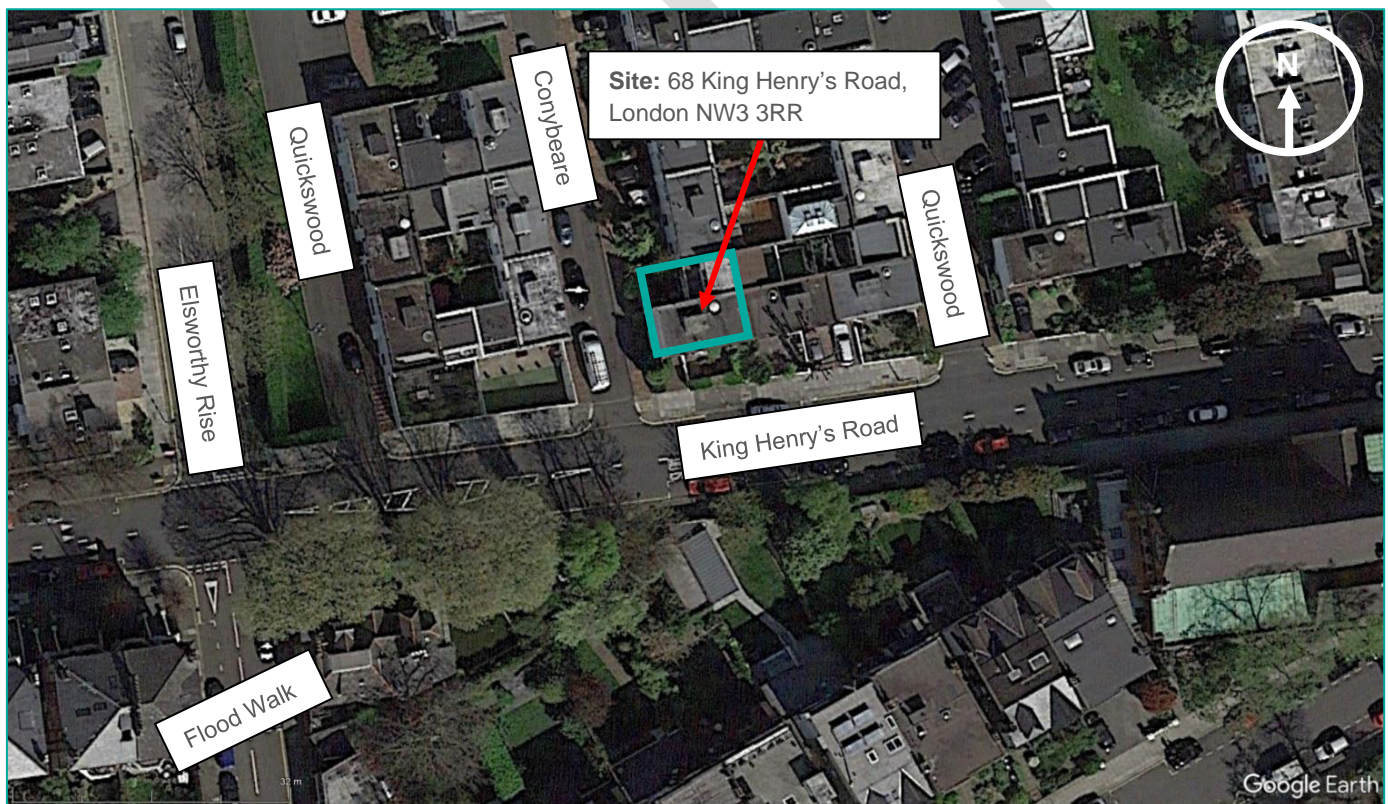 Site: 68 King Henry's Road,
London NW3 3RR
N
Conybeare
Quickswood
Quickswood
Elsworthy Rise
King Henry's Road
Flood Walk
32 m
Google Earth